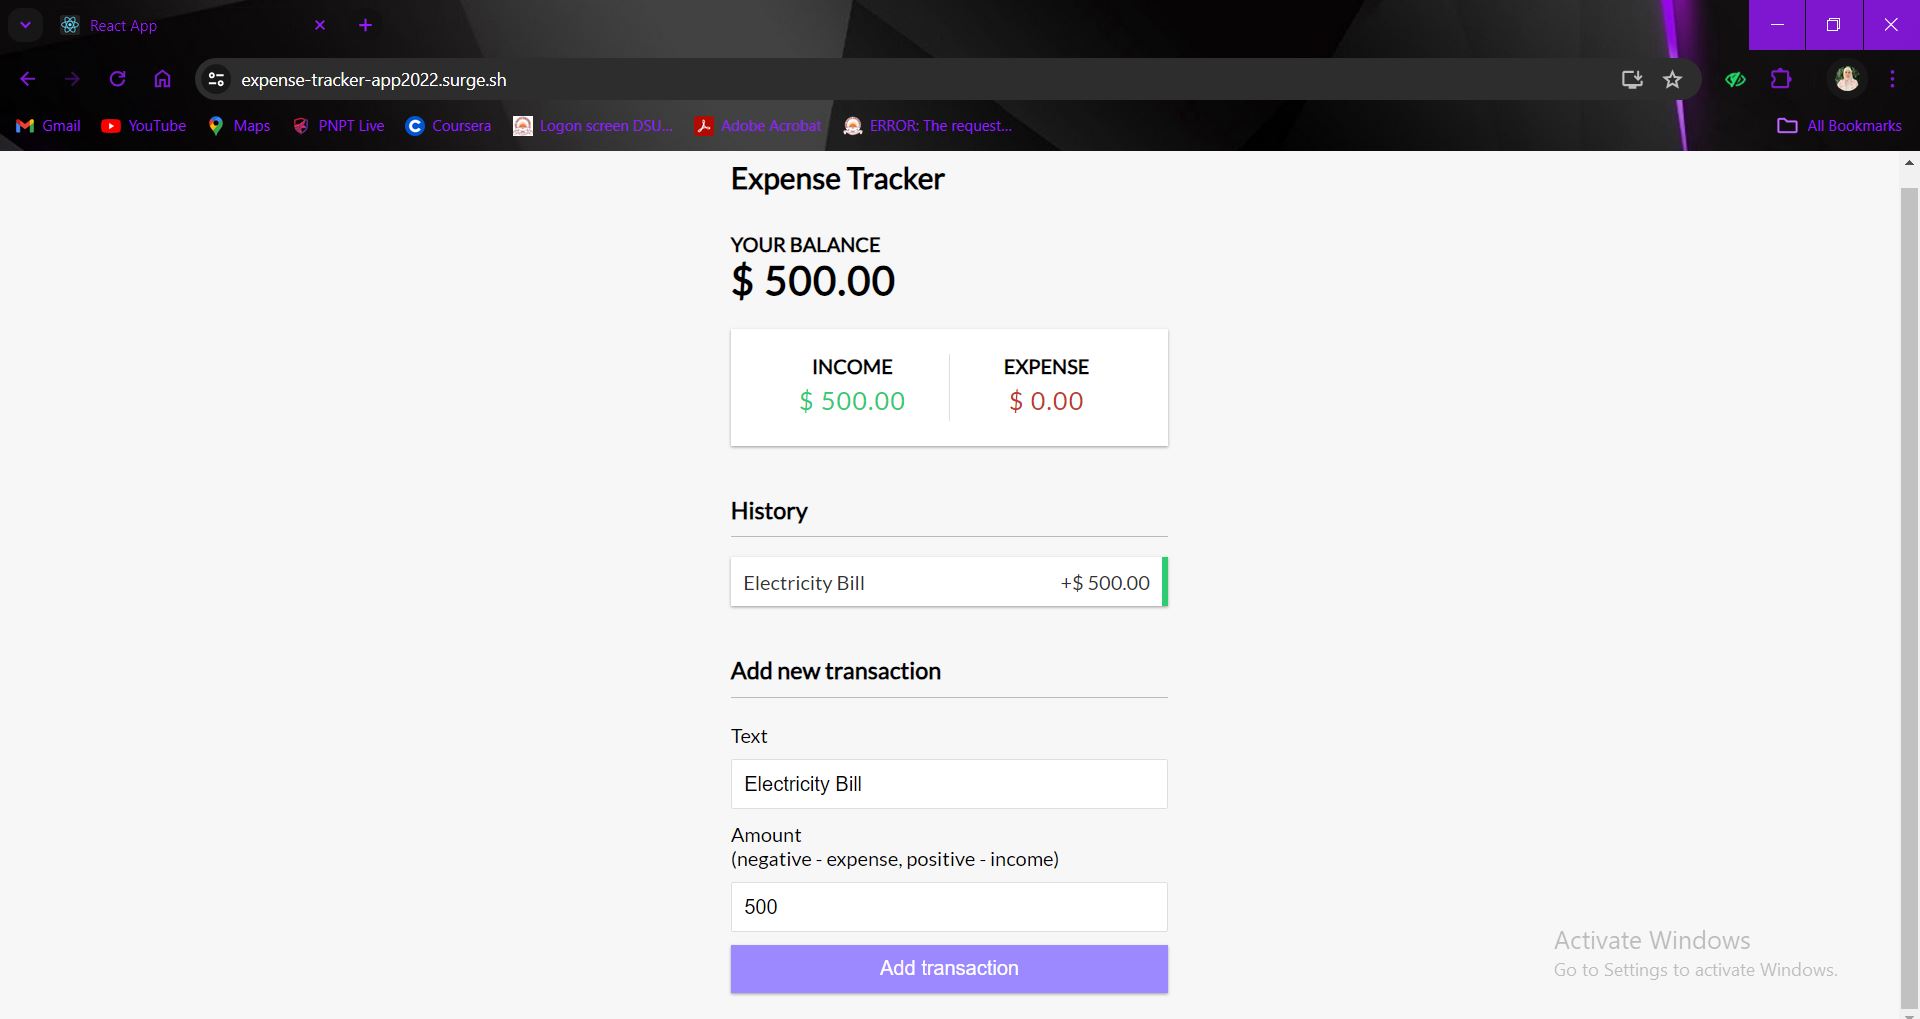 React App
expense-tracker-app2022.surge.sh
Gmail YouTube Maps PNPT Live Coursera Logon screen DSU... Adobe Acrobat ERROR: The request... All Bookmarks
Expense Tracker
YOUR BALANCE
$ 500.00
INCOME EXPENSE
$ 500.00 $ 0.00
History
Electricity Bill +$ 500.00
Add new transaction
Text
Electricity Bill
Amount
(negative - expense, positive - income)
500
Add transaction
Activate Windows
Go to Settings to activate Windows.